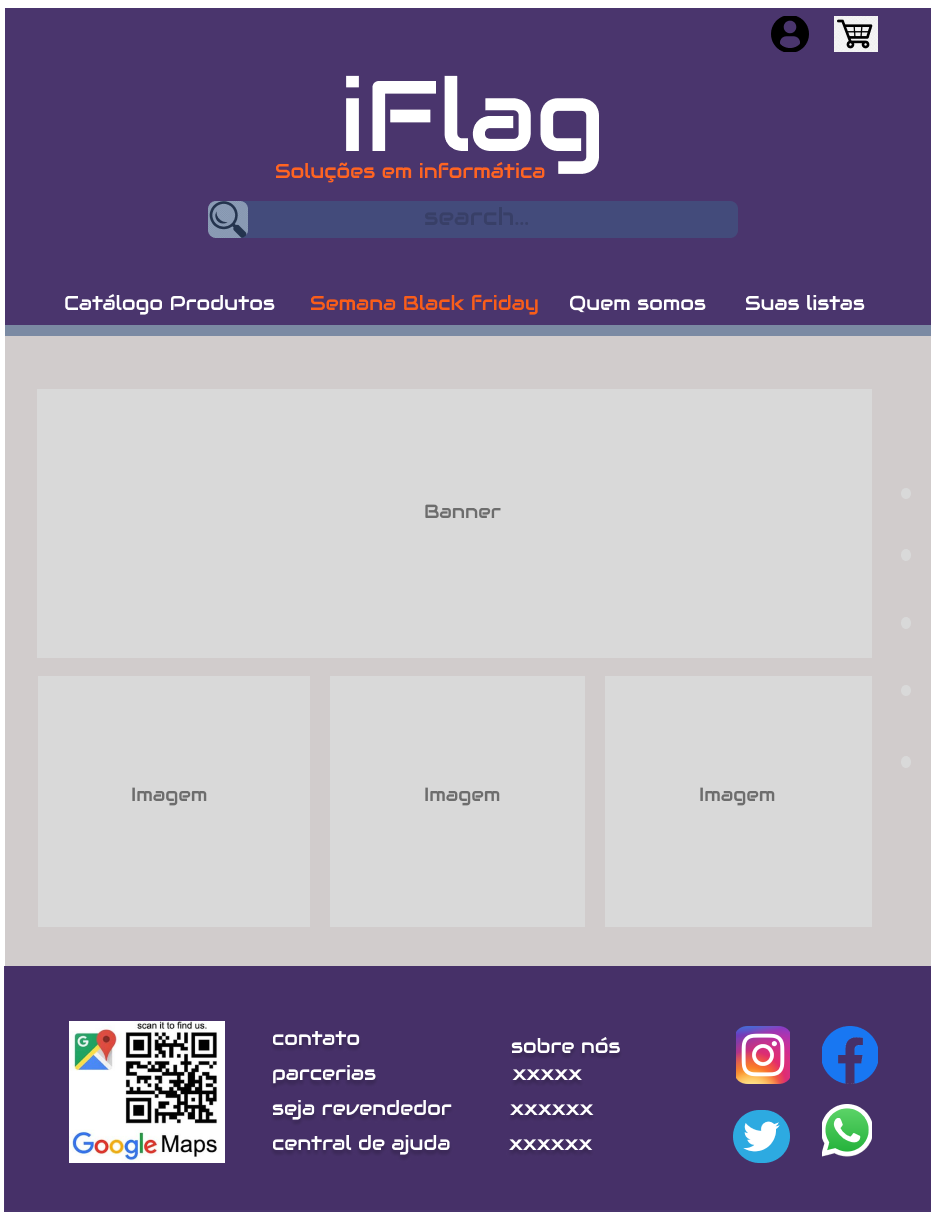 iFlag
Soluções em informática
search...
Catálogo Produtos Semana Black friday Quem somos Suas listas
Banner
Imagem Imagem Imagem
scan it to find us.
G
Google Maps
contato
parcerias
seja revendedor
central de ajuda
sobre nós
xxxxx
xxxxxx
xxxxxx